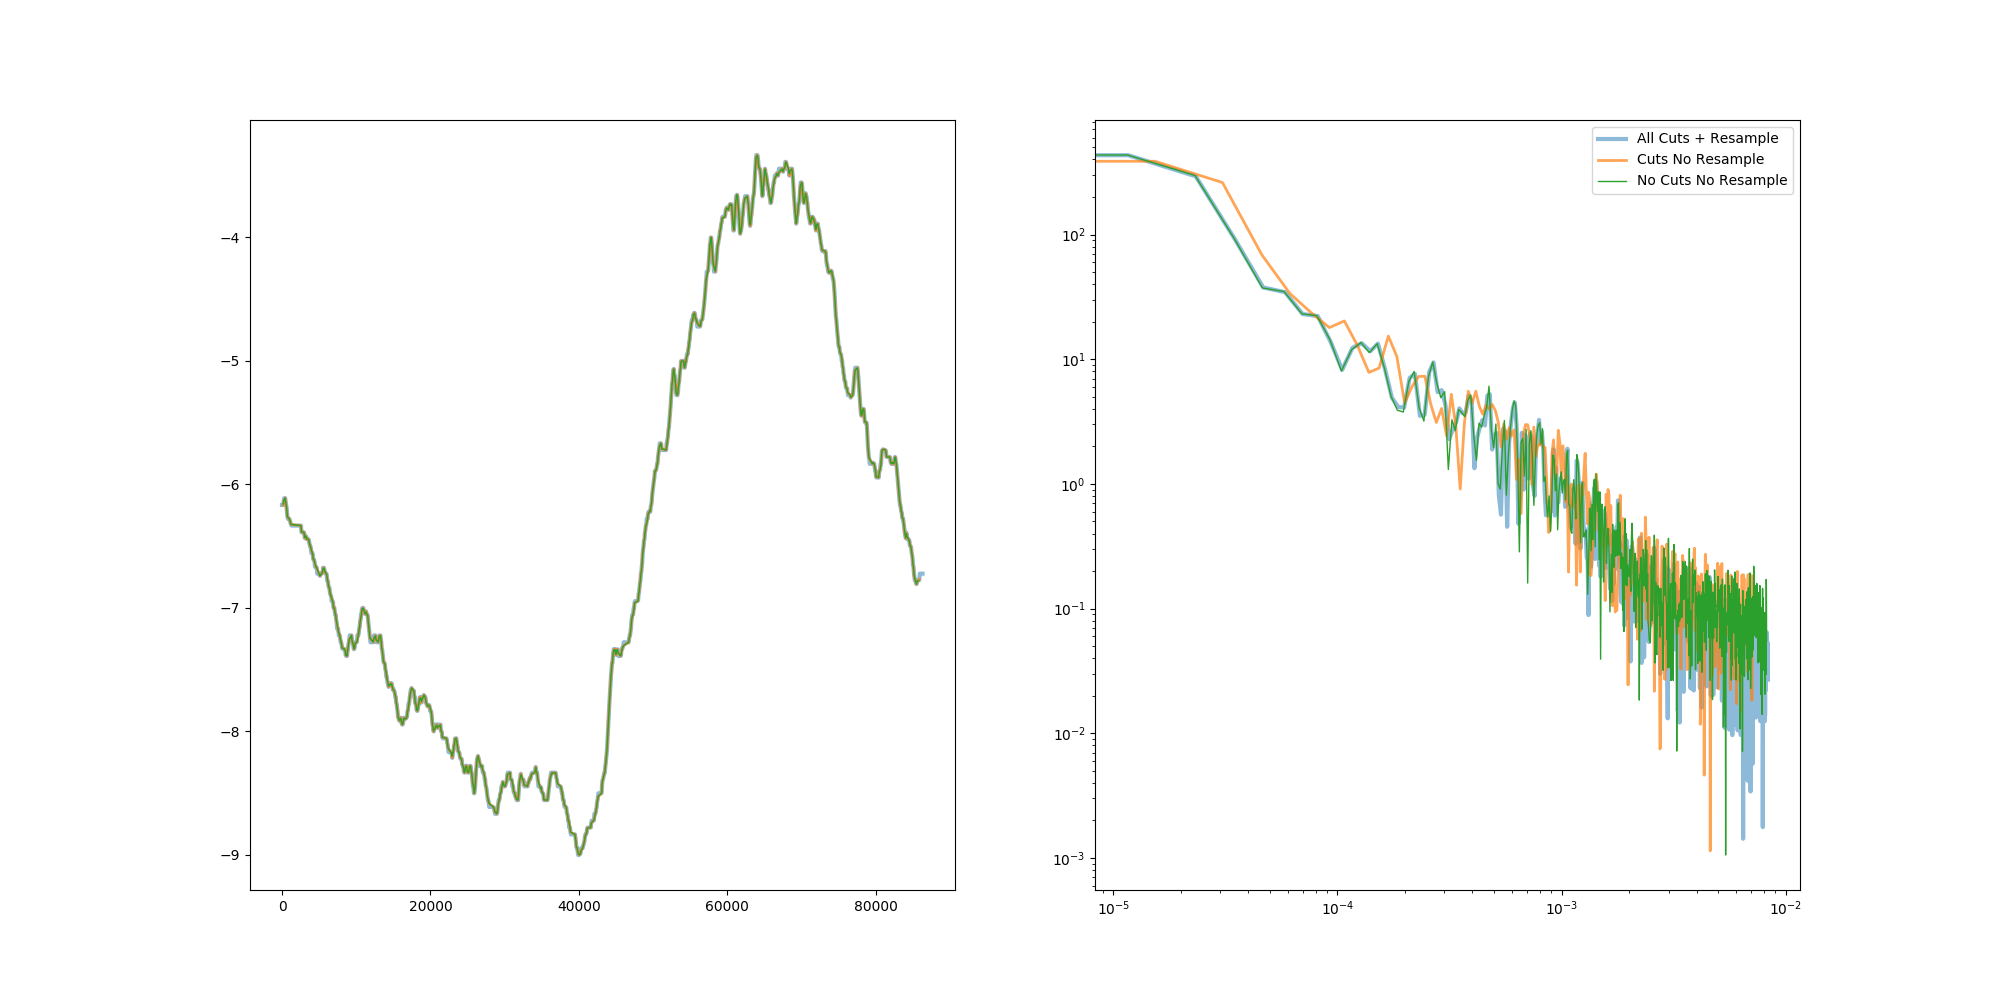 −4
−5
−6
−7
−8
−9
0 20000 40000 60000 80000
All Cuts + Resample
Cuts No Resample
No Cuts No Resample
10²
10¹
10⁰
10⁻¹
10⁻²
10⁻³
10⁻⁵ 10⁻⁴ 10⁻³ 10⁻²